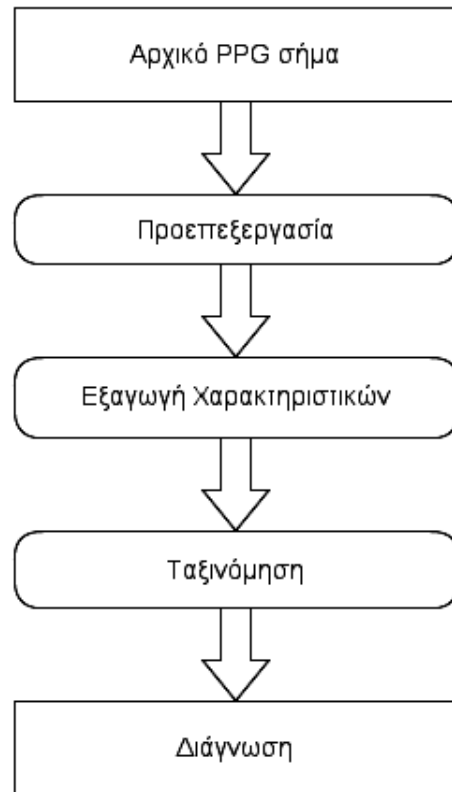 Αρχικό PPG σήμα
Προεπεξεργασία
Εξαγωγή Χαρακτηριστικών
Ταξινόμηση
Διάγνωση